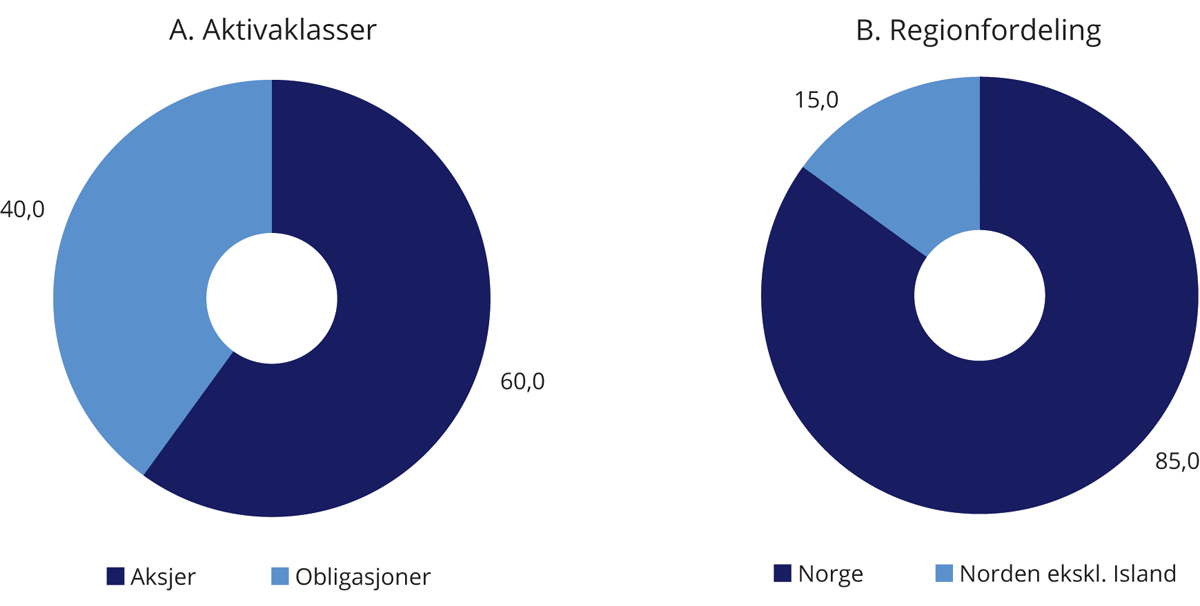 A. Aktivaklasser
40,0
60,0
Aksjer
Obligasjoner
B. Regionfordeling
15,0
85,0
Norge
Norden ekskl. Island